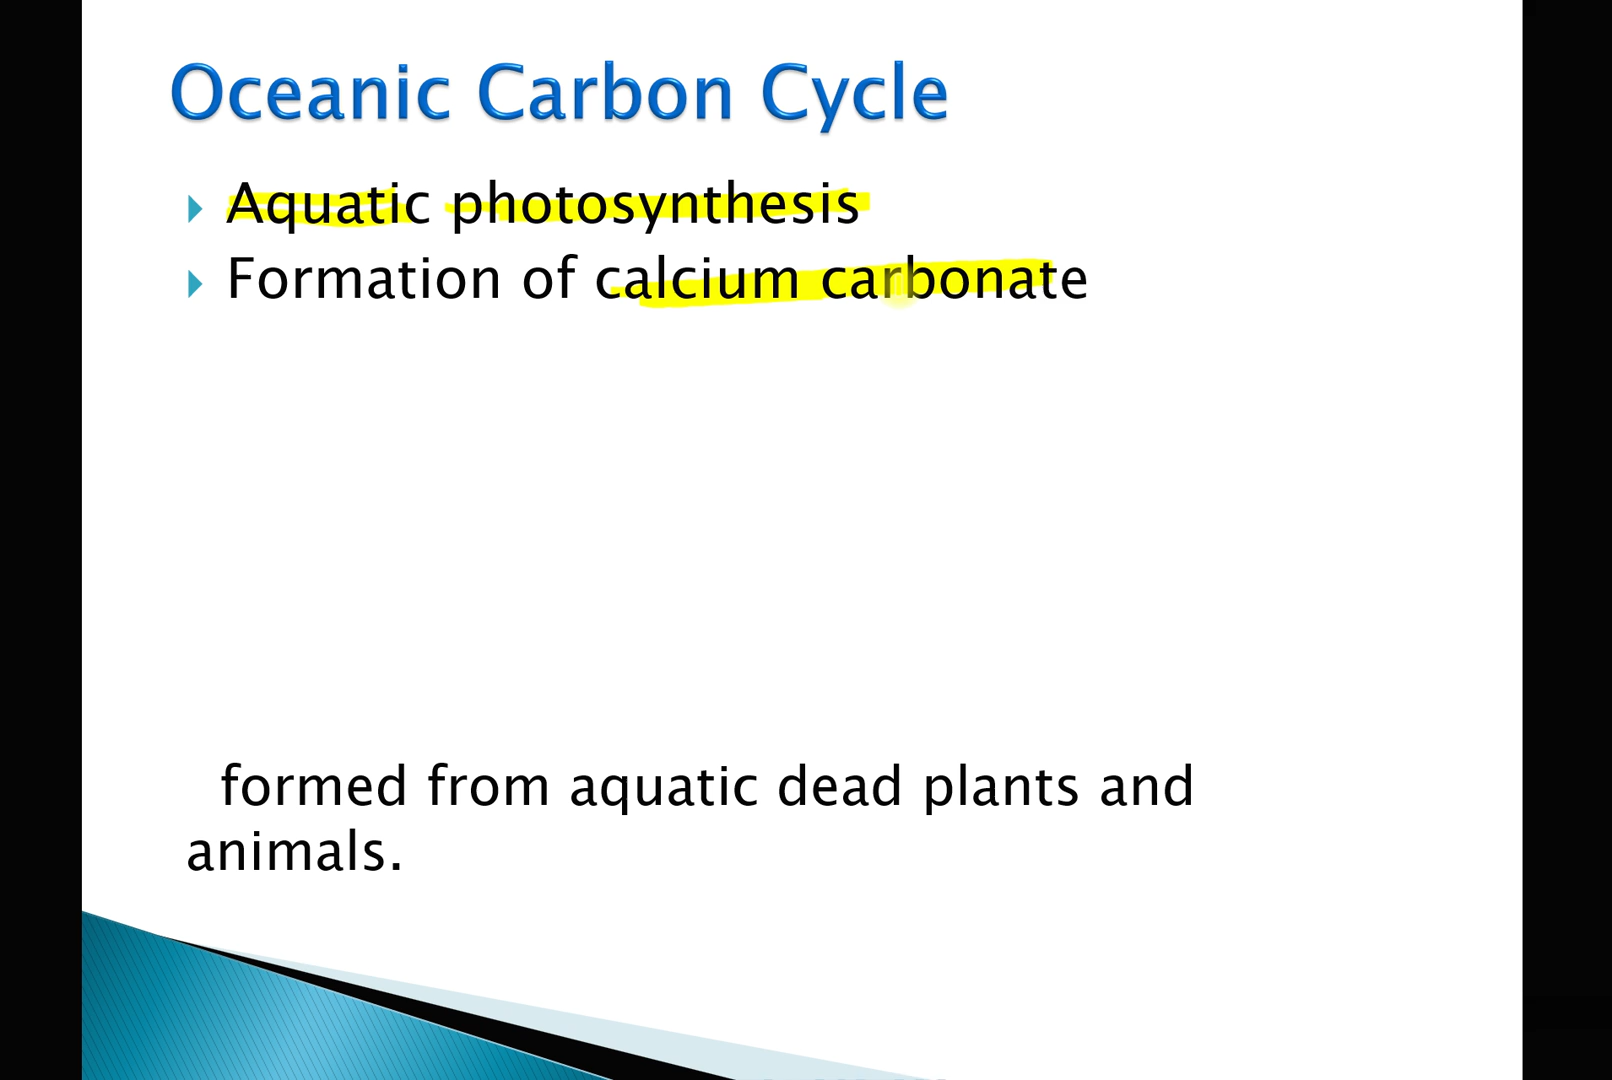 Oceanic Carbon Cycle
Aquatic photosynthesis
Formation of calcium carbonate
formed from aquatic dead plants and
animals.